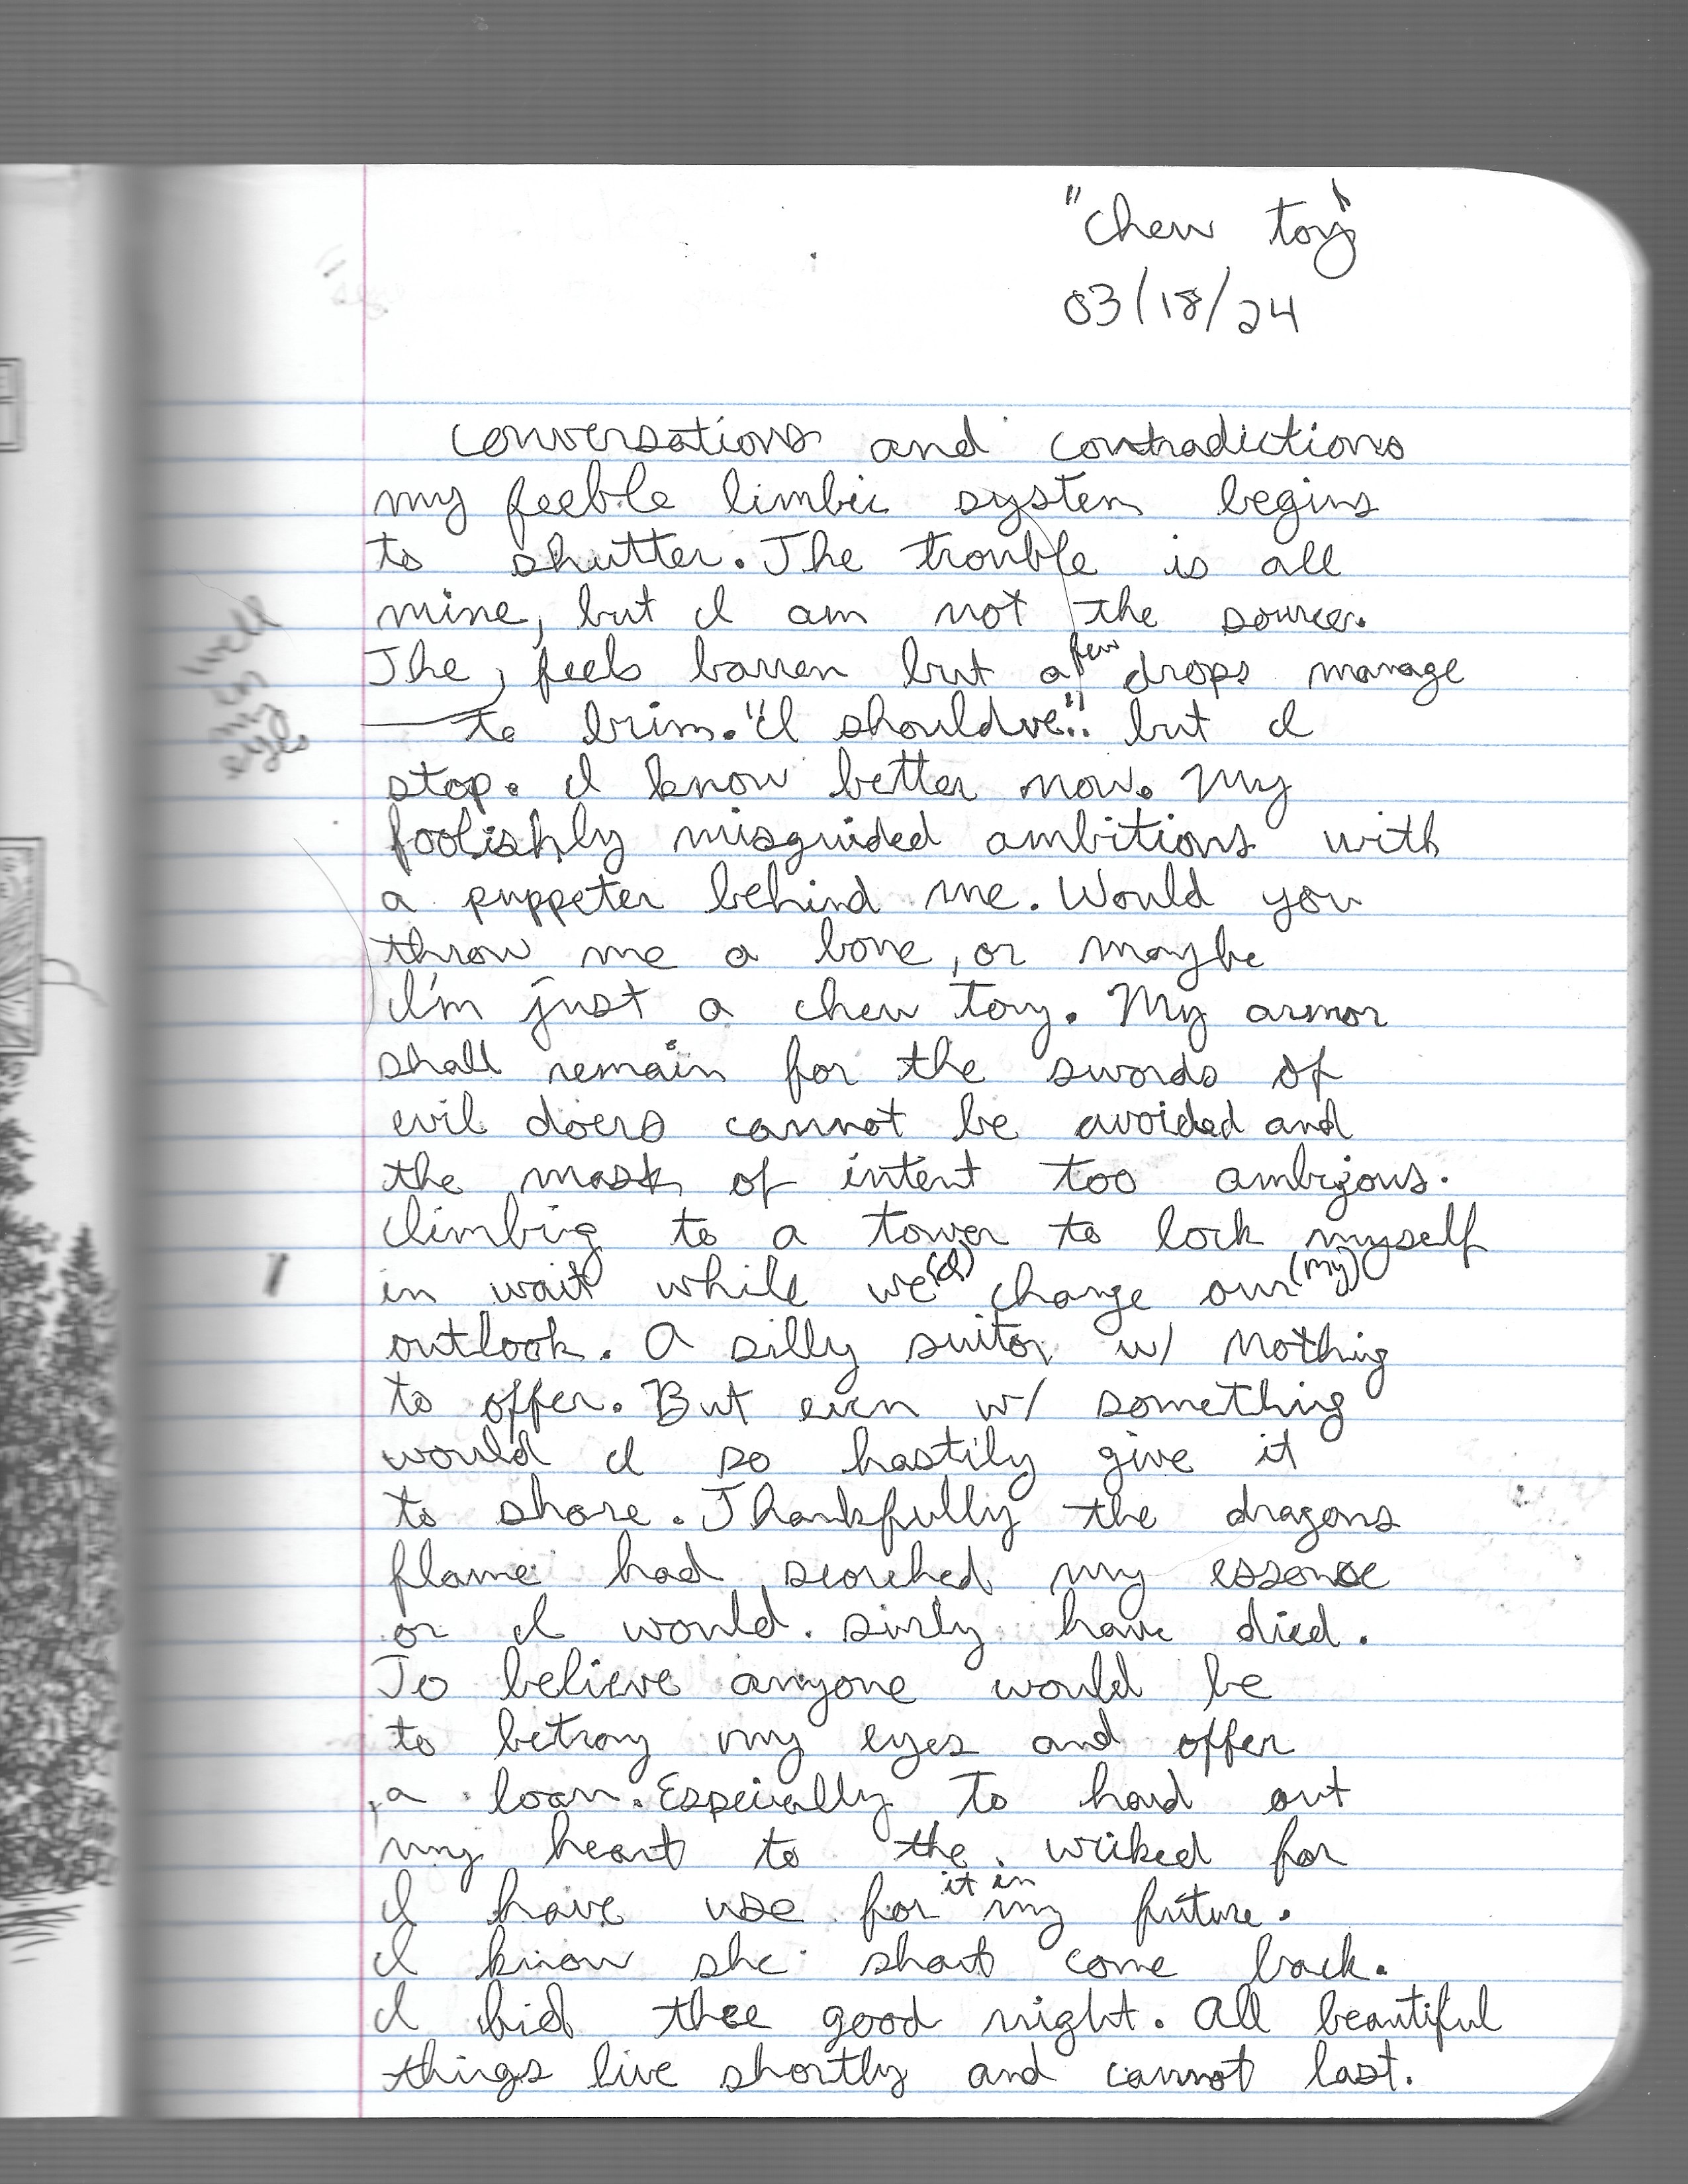 "Chew toy"
03/18/24
conversations and contradictions
my feeble limbic system begins
to shutter. The trouble is all
mine, but I am not the source.
well
in
my
eyes
The, feels barren but a few drops manage
to brim. "I shouldve.." but I
stop. I know better now. My
foolishly misguided ambitions with
a puppeter behind me. Would you
throw me a bone, or maybe
I'm just a chew toy. My armor
shall remain for the swords of
evil doers cannot be avoided and
the mask of intent too ambigous.
Climbing to a tower to lock myself
in wait while we (I) change our (my)
outlook. A silly suitor w/ Nothing
to offer. But even w/ something
would I so hastily give it
to share. Thankfully the dragons
flame had scorched my essence
or I would. surly have died.
To believe anyone would be
to betray my eyes and offer
a loan. Especially to hand out
my heart to the wicked for
I have use for it in my future.
I know she shant come back.
I bid thee good night. All beautiful
things live shortly and cannot last.